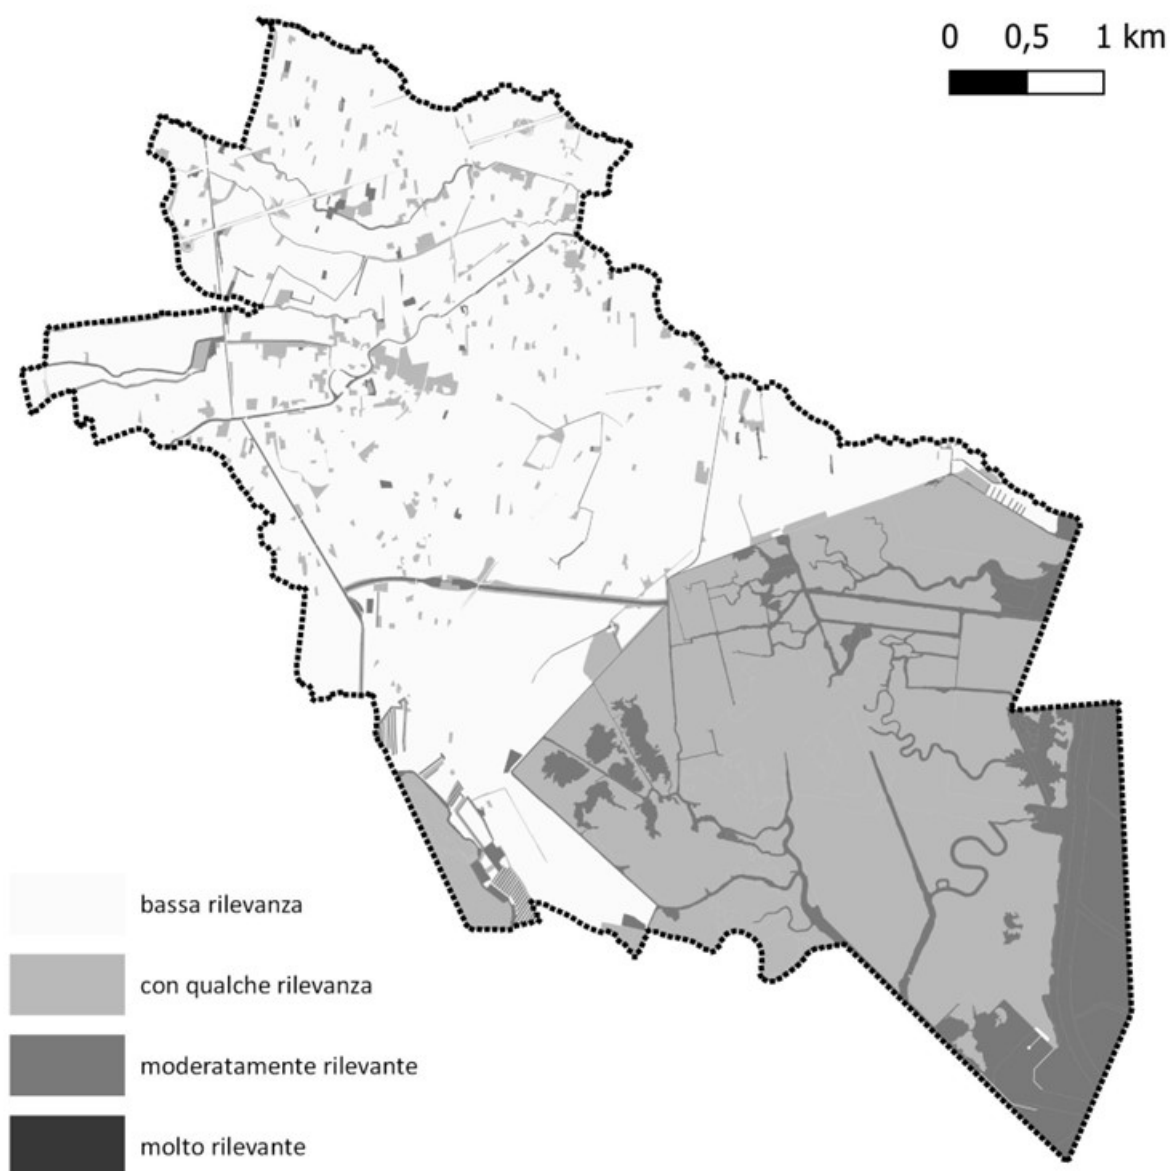 0 0,5 1 km
bassa rilevanza
con qualche rilevanza
moderatamente rilevante
molto rilevante